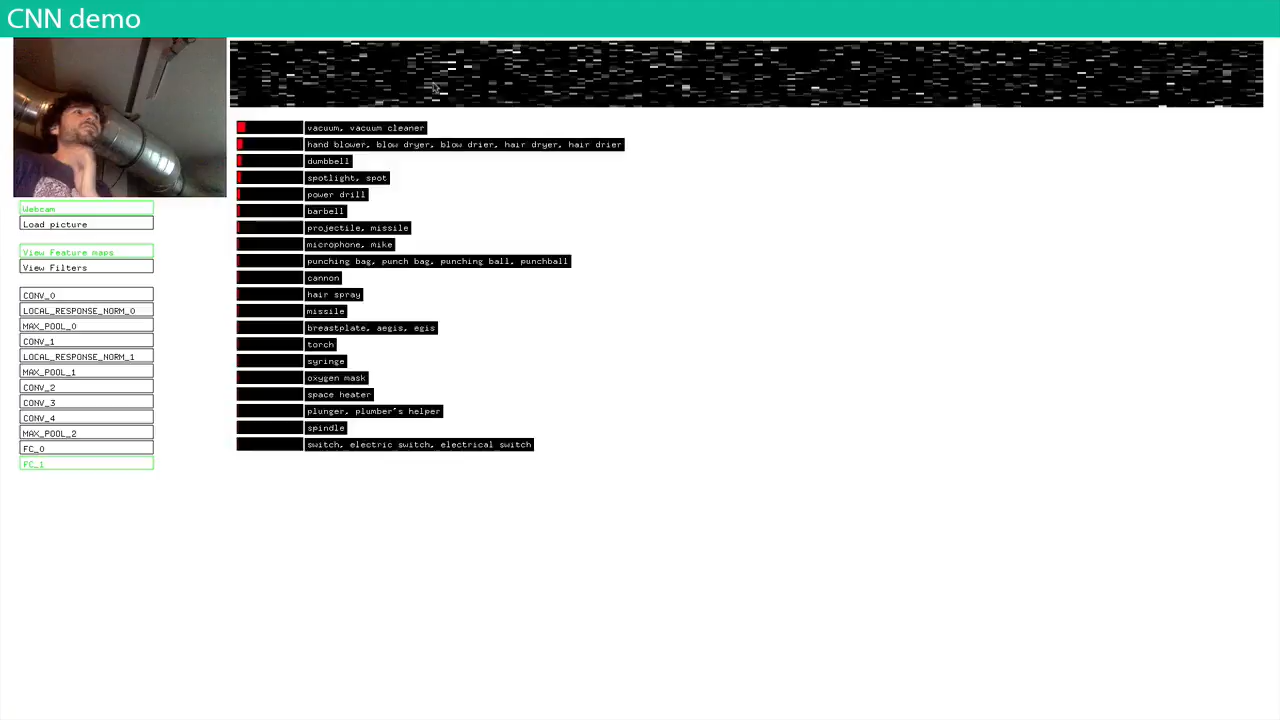 CNN demo
vacuum, vacuum cleaner
hand blower, blow dryer, blow drier, hair dryer, hair drier
dumbbell
spotlight, spot
power drill
barbell
projectile, missile
microphone, mike
punching bag, punch bag, punching ball, punchball
cannon
hair spray
missile
breastplate, aegis, egis
torch
syringe
oxygen mask
space heater
plunger, plumber's helper
spindle
switch, electric switch, electrical switch
Webcam
Load picture
View Feature maps
View Filters
CONV_0
LOCAL_RESPONSE_NORM_0
MAX_POOL_0
CONV_1
LOCAL_RESPONSE_NORM_1
MAX_POOL_1
CONV_2
CONV_3
CONV_4
MAX_POOL_2
FC_0
FC_1